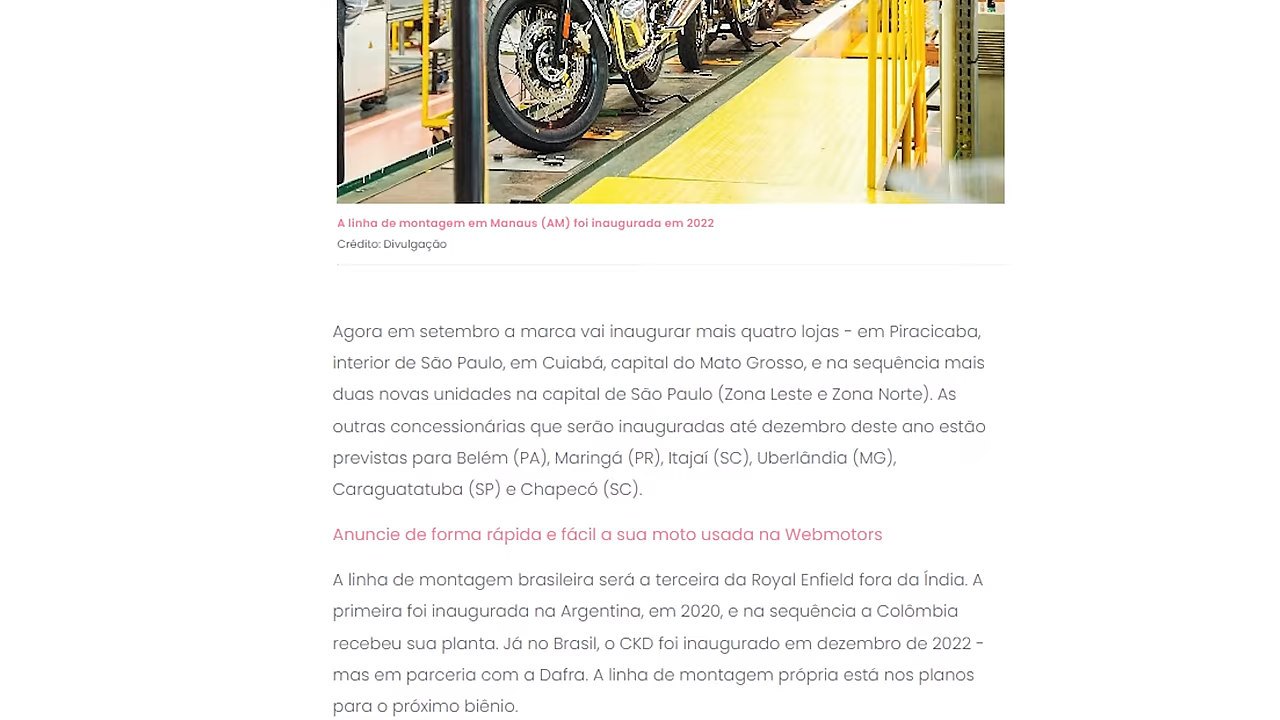 A linha de montagem em Manaus (AM) foi inaugurada em 2022
Crédito: Divulgação
Agora em setembro a marca vai inaugurar mais quatro lojas - em Piracicaba,
interior de São Paulo, em Cuiabá, capital do Mato Grosso, e na sequência mais
duas novas unidades na capital de São Paulo (Zona Leste e Zona Norte). As
outras concessionárias que serão inauguradas até dezembro deste ano estão
previstas para Belém (PA), Maringá (PR), Itajaí (SC), Uberlândia (MG),
Caraguatatuba (SP) e Chapecó (SC).
Anuncie de forma rápida e fácil a sua moto usada na Webmotors
A linha de montagem brasileira será a terceira da Royal Enfield fora da Índia. A
primeira foi inaugurada na Argentina, em 2020, e na sequência a Colômbia
recebeu sua planta. Já no Brasil, o CKD foi inaugurado em dezembro de 2022 -
mas em parceria com a Dafra. A linha de montagem própria está nos planos
para o próximo biênio.